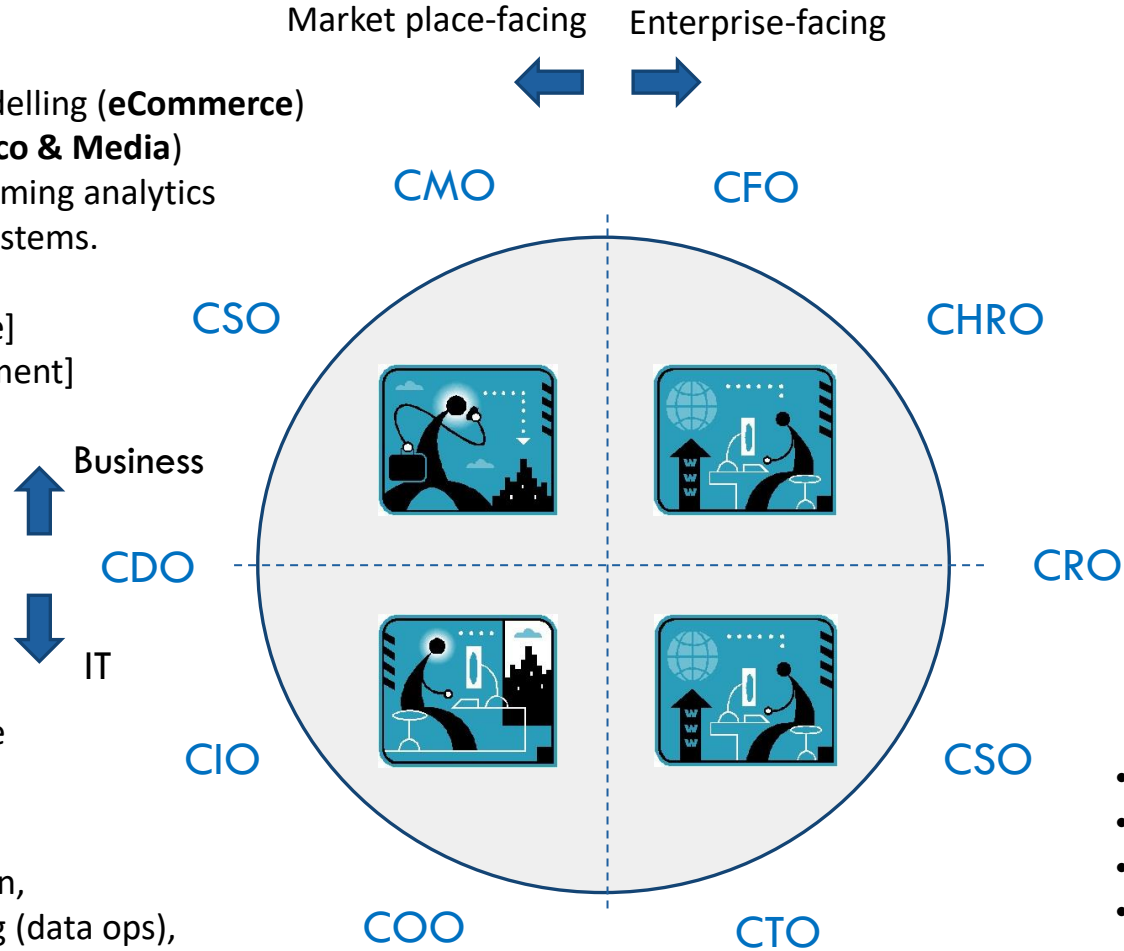 Market place-facing
Enterprise-facing
delling (eCommerce)
co & Media)
ming analytics
stems.
CMO
CFO
CSO
CHRO
e]
nent]
Business
CDO
CRO
IT
e
CIO
CSO
n,
g (data ops),
COO
CTO
W
W
W
W
W
W